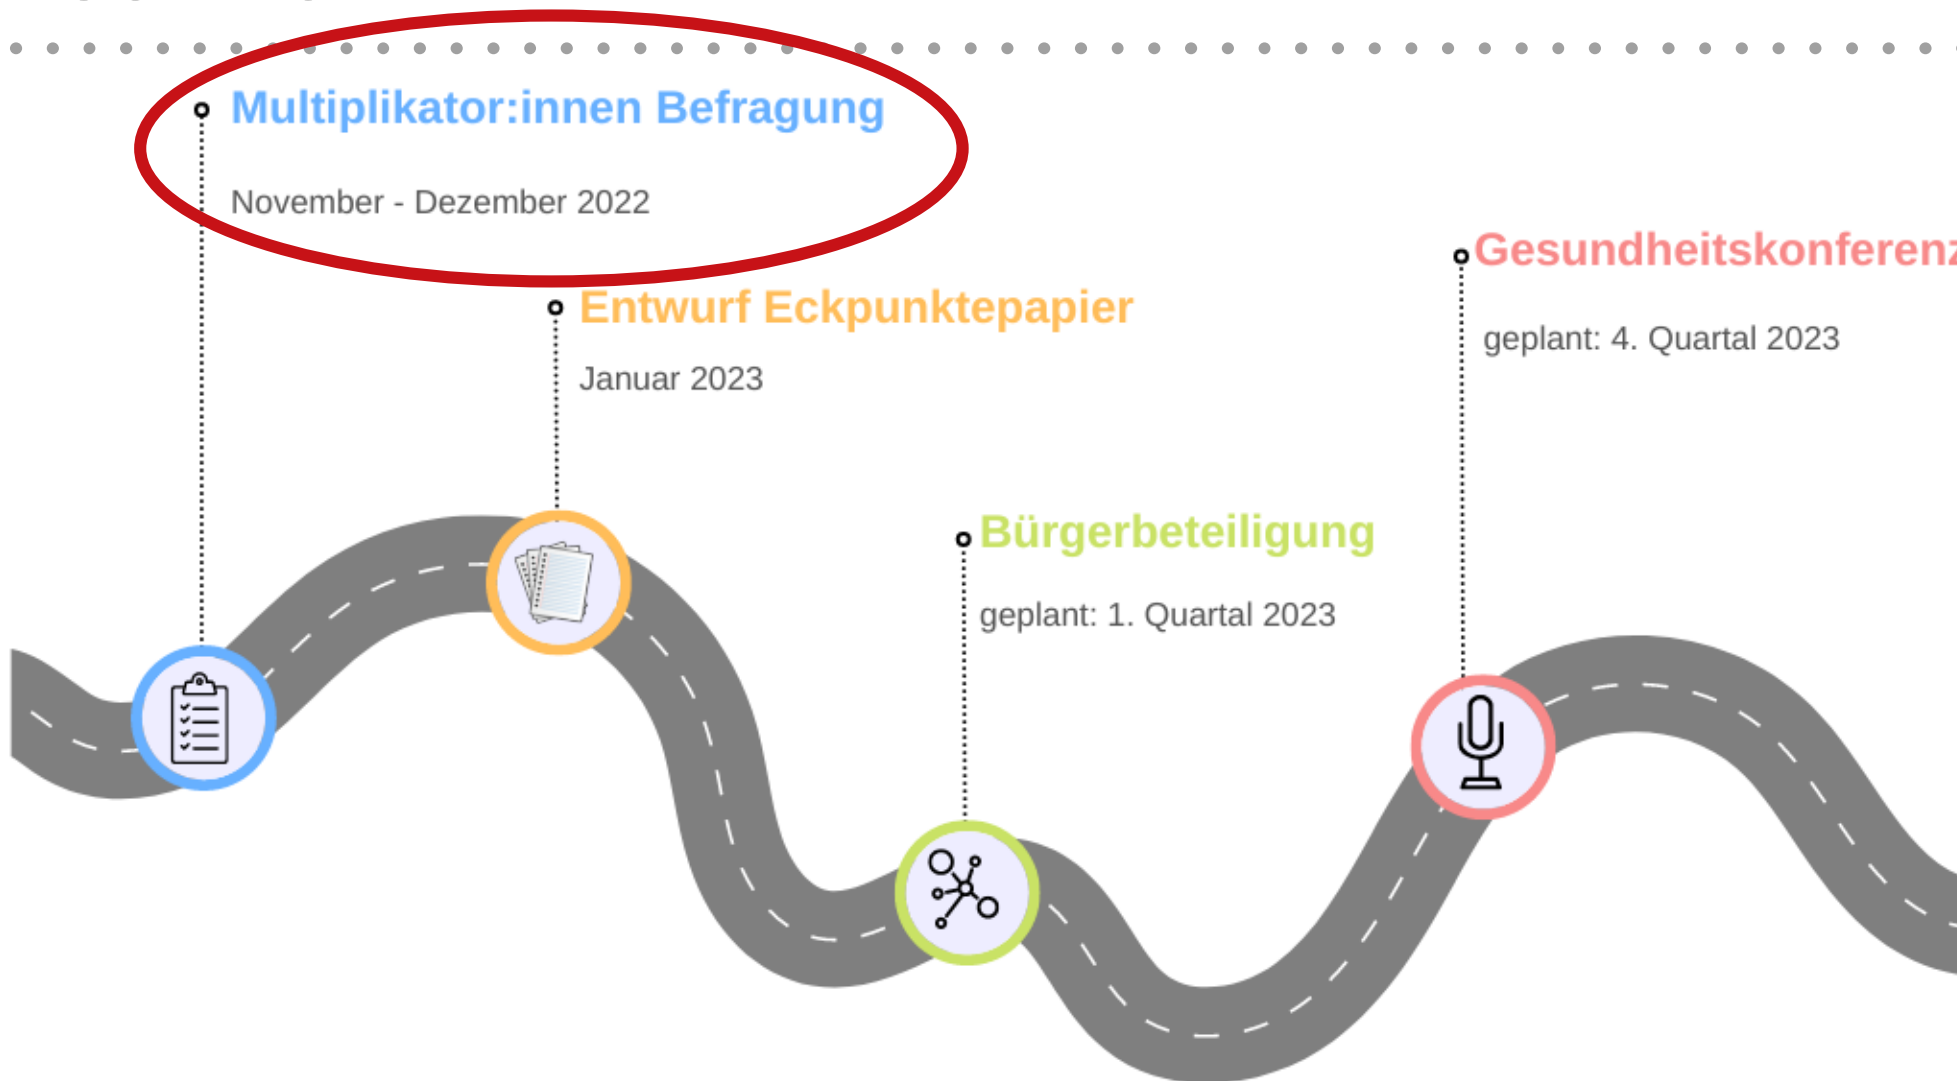 Multiplikator:innen Befragung
November - Dezember 2022
Entwurf Eckpunktepapier
Januar 2023
Bürgerbeteiligung
geplant: 1. Quartal 2023
Gesundheitskonferenz
geplant: 4. Quartal 2023